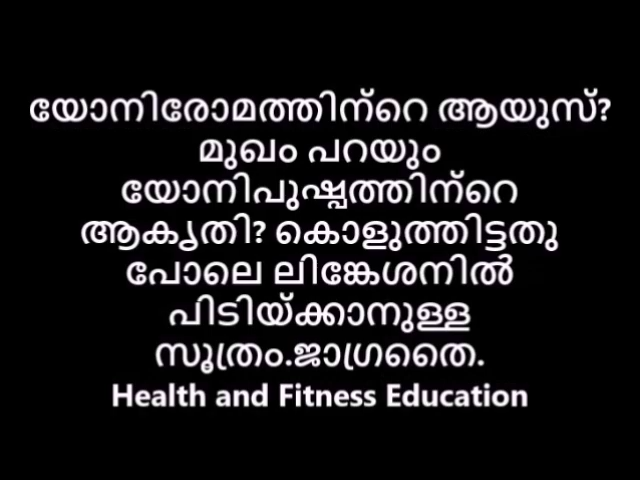 യോനിരോമത്തിന്റെ ആയുസ്?
മുഖം പറയും
യോനിപുഷ്പത്തിന്റെ
ആകൃതി? കൊളുത്തിട്ടതു
പോലെ ലിങ്കേശനിൽ
പിടിയ്ക്കാനുള്ള
സൂത്രം.ജാഗ്രതൈ.
Health and Fitness Education